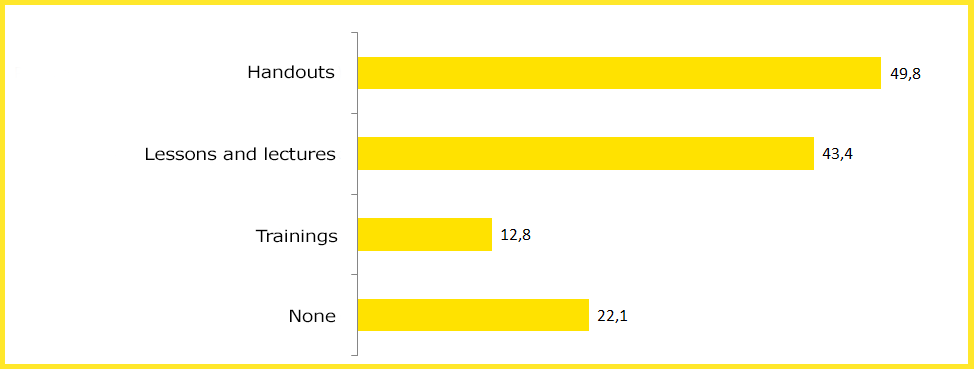 Handouts 49,8
Lessons and lectures 43,4
Trainings 12,8
None 22,1